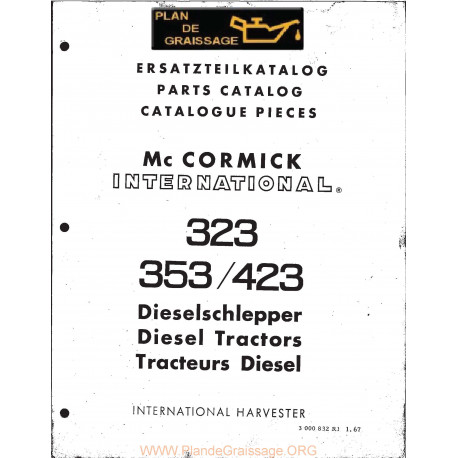 PLAN
DE
GRAISSAGE
ERSATZTEILKATALOG
PARTS CATALOG
CATALOGUE PIECES
Mc CORMICK
INTERNATIONAL®
323
353/423
Dieselschlepper
Diesel Tractors
Tracteurs Diesel
INTERNATIONAL HARVESTER
3 000 832 R1 1.67
www.PlandeGraissage.ORG